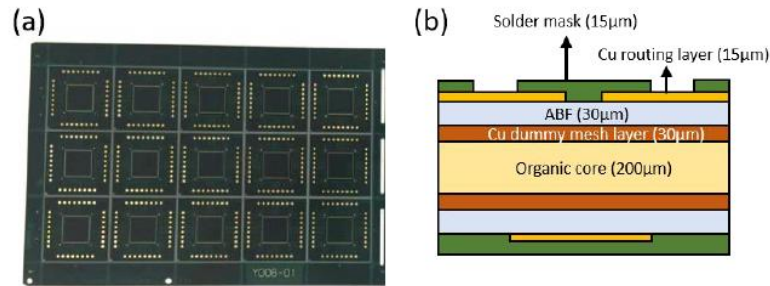 (a)
Y006-01
(b)
Solder mask (15μm)
Cu routing layer (15μm)
ABF (30μm)
Cu dummy mesh layer (30μm)
Organic core (200μm)